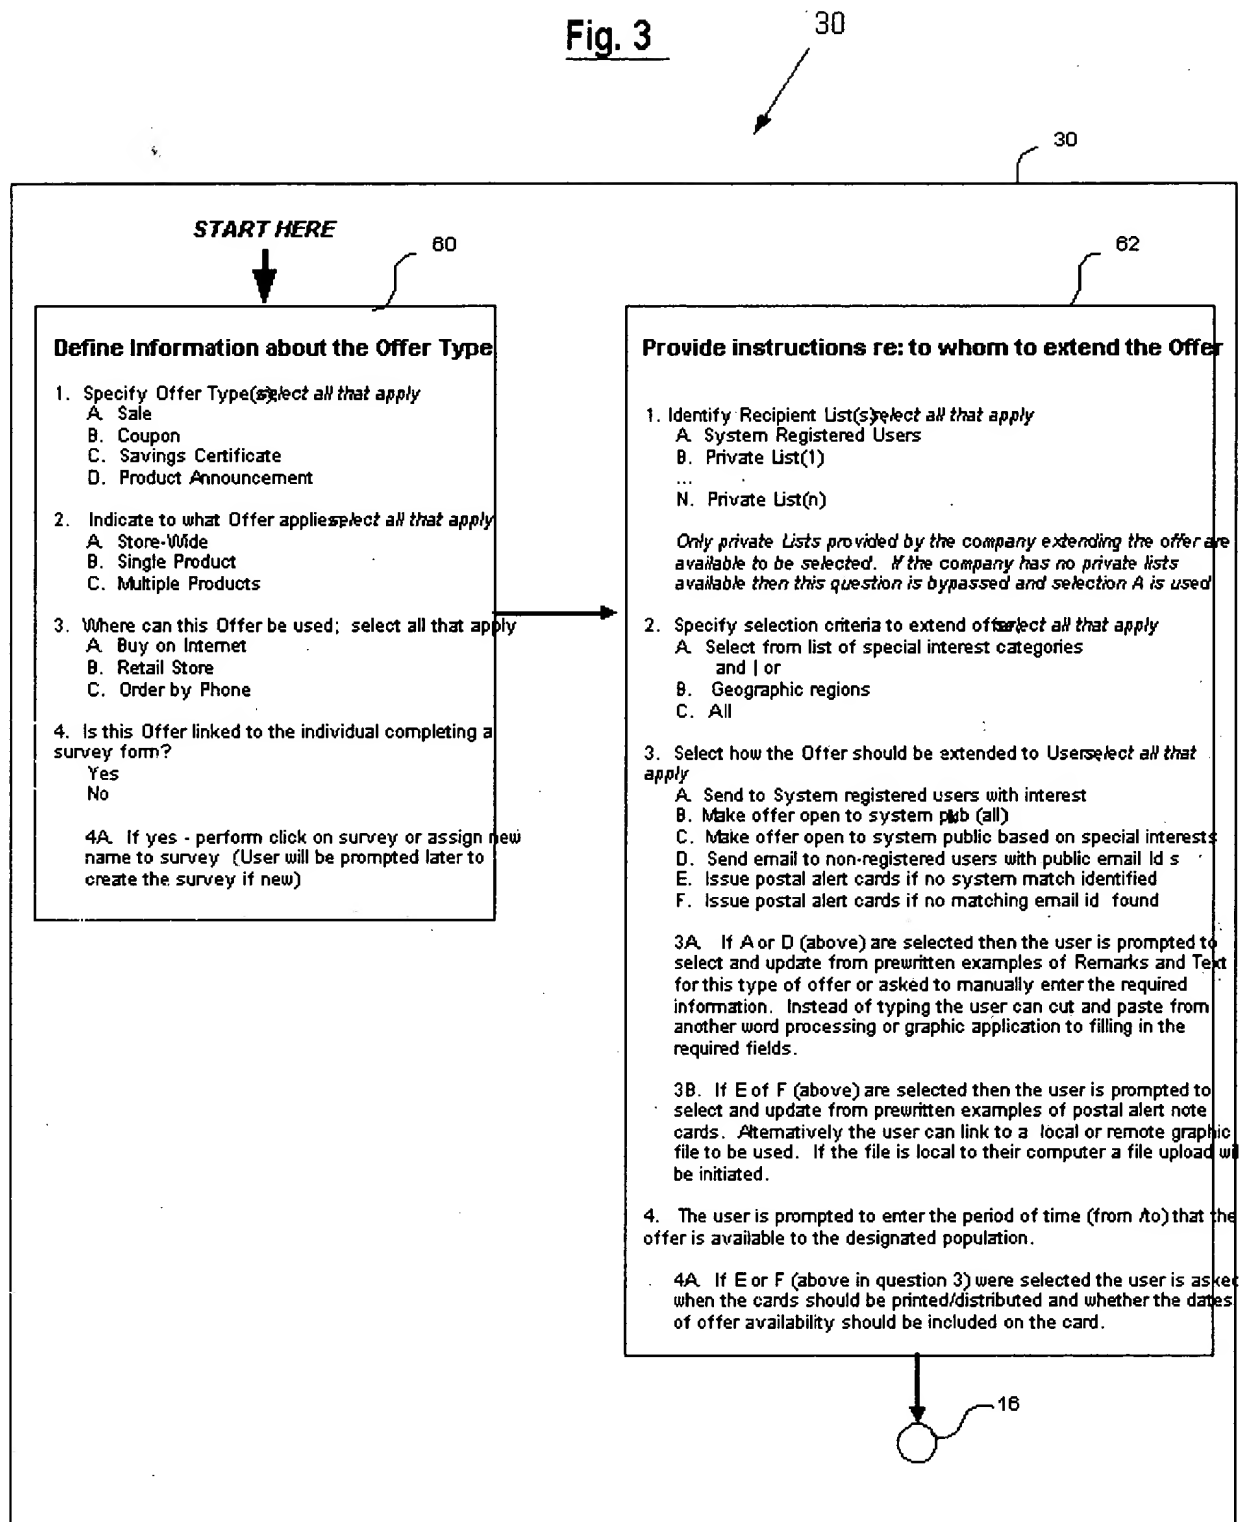 Fig. 3
30
30
START HERE
60
Define Information about the Offer Type
1. Specify Offer Type(s); select all that apply
A. Sale
B. Coupon
C. Savings Certificate
D. Product Announcement
2. Indicate to what Offer applies select all that apply
A. Store-Wide
B. Single Product
C. Multiple Products
3. Where can this Offer be used; select all that apply
A. Buy on Internet
B. Retail Store
C. Order by Phone
4. Is this Offer linked to the individual completing a
survey form?
Yes
No
4A. If yes - perform click on survey or assign new
name to survey (User will be prompted later to
create the survey if new)
62
Provide instructions re: to whom to extend the Offer
1. Identify Recipient List(s) select all that apply
A. System Registered Users
B. Private List(1)
...
N. Private List(n)
Only private Lists provided by the company extending the offer are
available to be selected. If the company has no private lists
available then this question is bypassed and selection A is used
2. Specify selection criteria to extend offer select all that apply
A. Select from list of special interest categories
and | or
B. Geographic regions
C. All
3. Select how the Offer should be extended to Users select all that
apply
A. Send to System registered users with interest
B. Make offer open to system pub (all)
C. Make offer open to system public based on special interests
D. Send email to non-registered users with public email Id s
E. Issue postal alert cards if no system match identified
F. Issue postal alert cards if no matching email id found
3A. If A or D (above) are selected then the user is prompted to
select and update from prewritten examples of Remarks and Text
for this type of offer or asked to manually enter the required
information. Instead of typing the user can cut and paste from
another word processing or graphic application to filling in the
required fields.
3B. If E of F (above) are selected then the user is prompted to
select and update from prewritten examples of postal alert note
cards. Alternatively the user can link to a local or remote graphic
file to be used. If the file is local to their computer a file upload will
be initiated.
4. The user is prompted to enter the period of time (from /to) that the
offer is available to the designated population.
4A. If E or F (above in question 3) were selected the user is asked
when the cards should be printed/distributed and whether the dates
of offer availability should be included on the card.
16